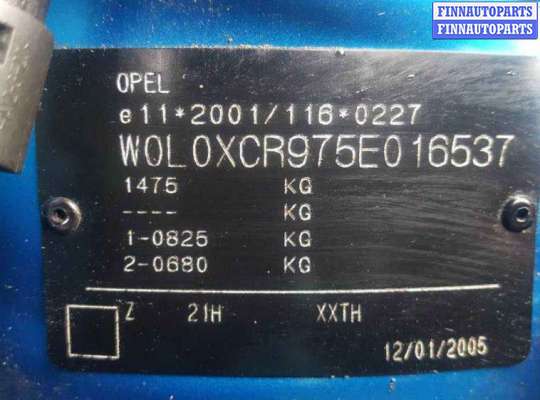 FINNAUTOPARTS
FINNAUTOPARTS
OPEL
e11*2001/116*0227
W0L0XCR975E016537
1475 KG
---- KG
1-0825 KG
2-0680 KG
Z 21H XXTH
12/01/2005